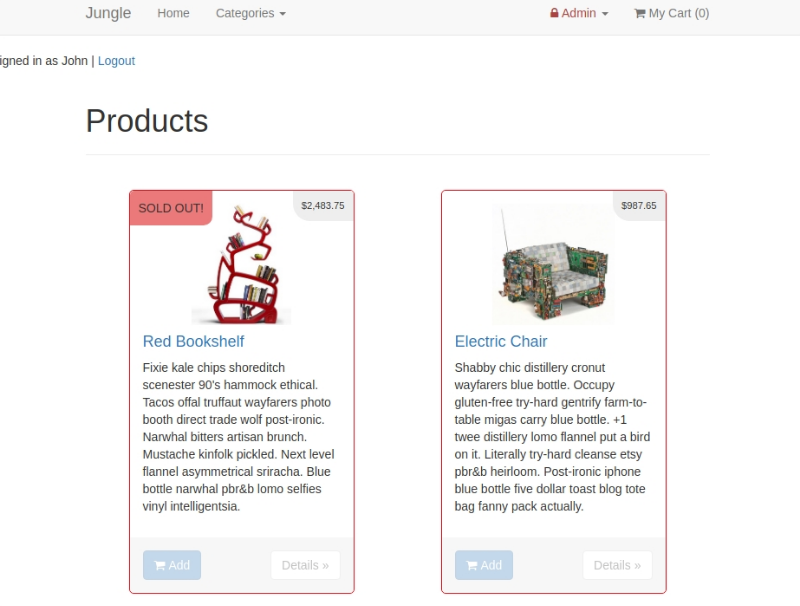 Jungle Home Categories Admin My Cart (0)
igned in as John | Logout
Products
SOLD OUT!
$2,483.75
Red Bookshelf
Fixie kale chips shoreditch
scenester 90's hammock ethical.
Tacos offal truffaut wayfarers photo
booth direct trade wolf post-ironic.
Narwhal bitters artisan brunch.
Mustache kinfolk pickled. Next level
flannel asymmetrical sriracha. Blue
bottle narwhal pbr&b lomo selfies
vinyl intelligentsia.
Add Details »
$987.65
Electric Chair
Shabby chic distillery cronut
wayfarers blue bottle. Occupy
gluten-free try-hard gentrify farm-to-
table migas carry blue bottle. +1
twee distillery lomo flannel put a bird
on it. Literally try-hard cleanse etsy
pbr&b heirloom. Post-ironic iphone
blue bottle five dollar toast blog tote
bag fanny pack actually.
Add Details »